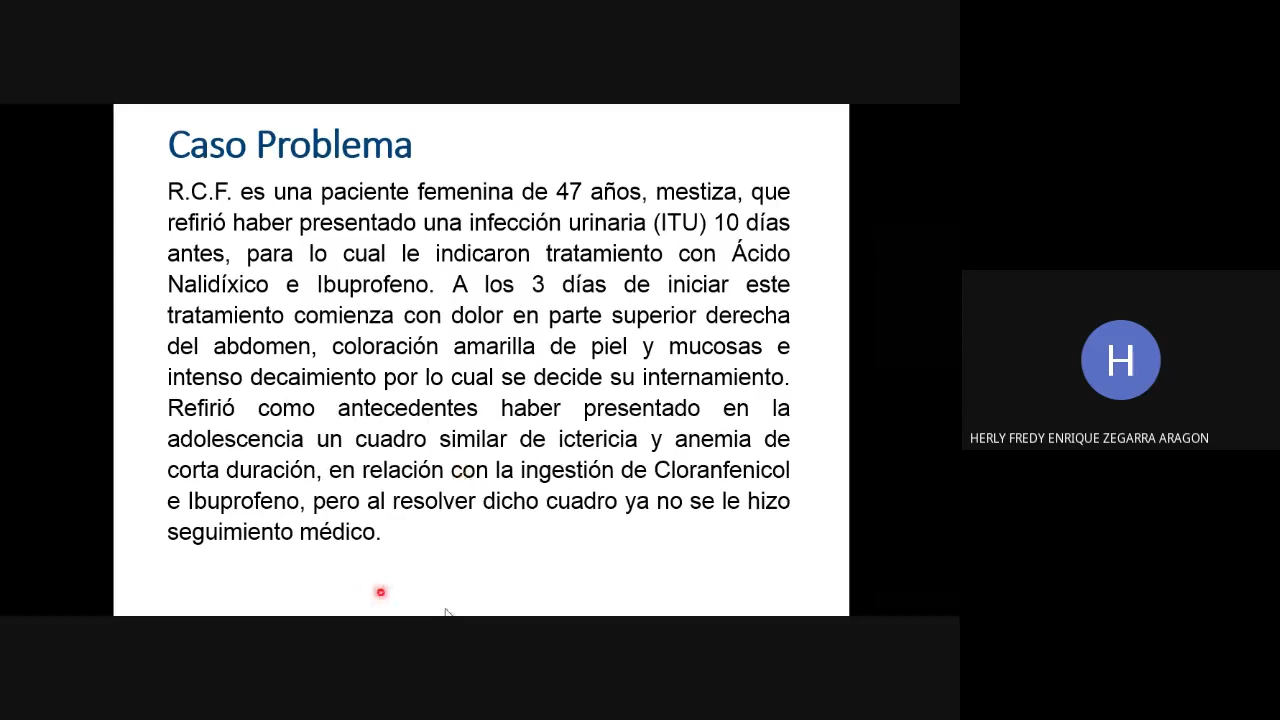 Caso Problema
R.C.F. es una paciente femenina de 47 años, mestiza, que
refirió haber presentado una infección urinaria (ITU) 10 días
antes, para lo cual le indicaron tratamiento con Ácido
Nalidíxico e Ibuprofeno. A los 3 días de iniciar este
tratamiento comienza con dolor en parte superior derecha
del abdomen, coloración amarilla de piel y mucosas e
intenso decaimiento por lo cual se decide su internamiento.
Refirió como antecedentes haber presentado en la
adolescencia un cuadro similar de ictericia y anemia de
corta duración, en relación con la ingestión de Cloranfenicol
e Ibuprofeno, pero al resolver dicho cuadro ya no se le hizo
seguimiento médico.
H
HERLY FREDY ENRIQUE ZEGARRA ARAGON